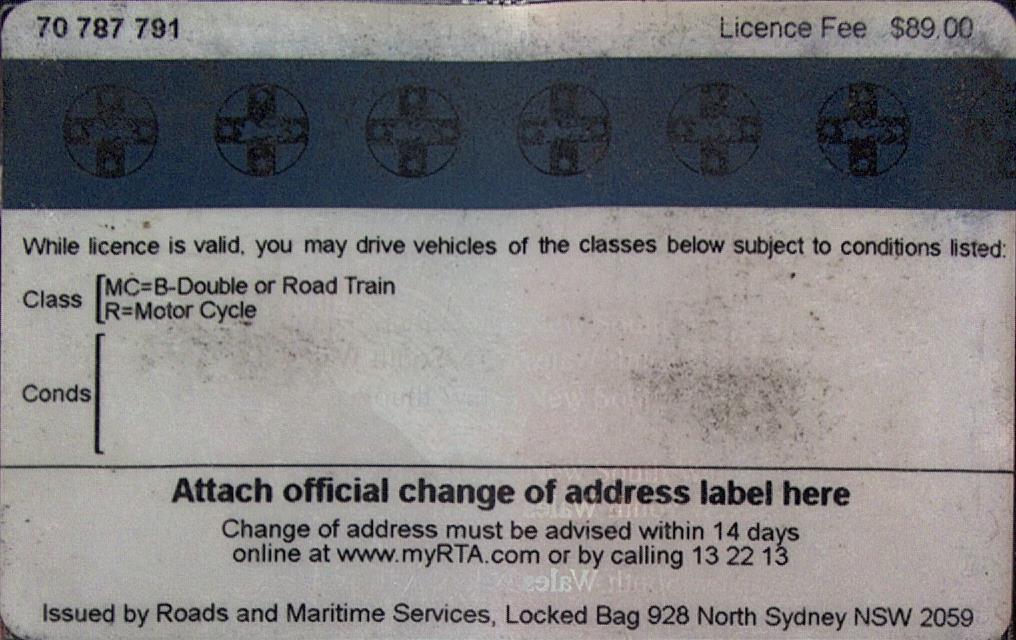 70 787 791 Licence Fee $89.00
While licence is valid, you may drive vehicles of the classes below subject to conditions listed:
Class MC=B-Double or Road Train
R=Motor Cycle
Conds
Attach official change of address label here
Change of address must be advised within 14 days
online at www.myRTA.com or by calling 13 22 13
Issued by Roads and Maritime Services, Locked Bag 928 North Sydney NSW 2059